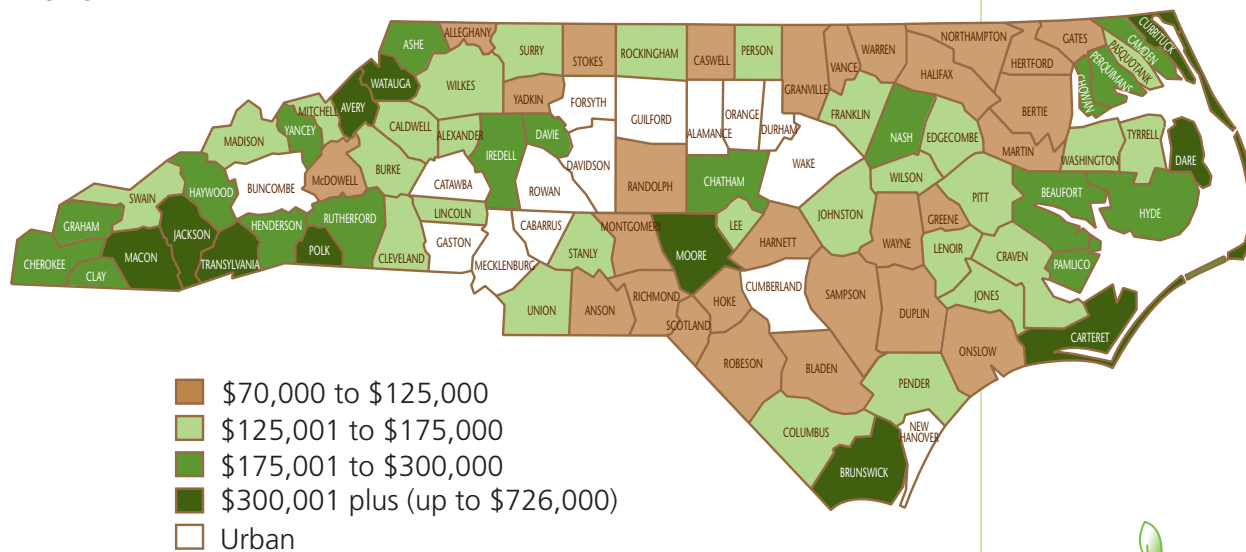 ALLEGHANY
ASHE
SURRY
STOKES
ROCKINGHAM
CASWELL
PERSON
GRANVILLE
VANCE
WARREN
NORTHAMPTON
GATES
CURRITUCK
CAMDEN
PASQUOTANK
PERQUIMANS
CHOWAN
HERTFORD
HALIFAX
BERTIE
WATAUGA
WILKES
YADKIN
FORSYTH
GUILFORD
ALAMANCE
ORANGE
DURHAM
FRANKLIN
NASH
EDGECOMBE
MARTIN
WASHINGTON
TYRRELL
DARE
MITCHELL
AVERY
YANCEY
MADISON
CALDWELL
ALEXANDER
IREDELL
DAVIE
DAVIDSON
RANDOLPH
CHATHAM
WAKE
WILSON
PITT
BEAUFORT
HYDE
BURKE
McDOWELL
BUNCOMBE
HAYWOOD
SWAIN
GRAHAM
CATAWBA
ROWAN
LINCOLN
CABARRUS
STANLY
MONTGOMERY
MOORE
LEE
HARNETT
JOHNSTON
WAYNE
GREENE
LENOIR
CRAVEN
PAMLICO
JONES
RUTHERFORD
HENDERSON
JACKSON
MACON
TRANSYLVANIA
POLK
CLEVELAND
GASTON
MECKLENBURG
CHEROKEE
CLAY
UNION
ANSON
RICHMOND
SCOTLAND
HOKE
CUMBERLAND
SAMPSON
DUPLIN
ONSLOW
CARTERET
ROBESON
BLADEN
PENDER
COLUMBUS
NEW
HANOVER
BRUNSWICK
$70,000 to $125,000
$125,001 to $175,000
$175,001 to $300,000
$300,001 plus (up to $726,000)
Urban